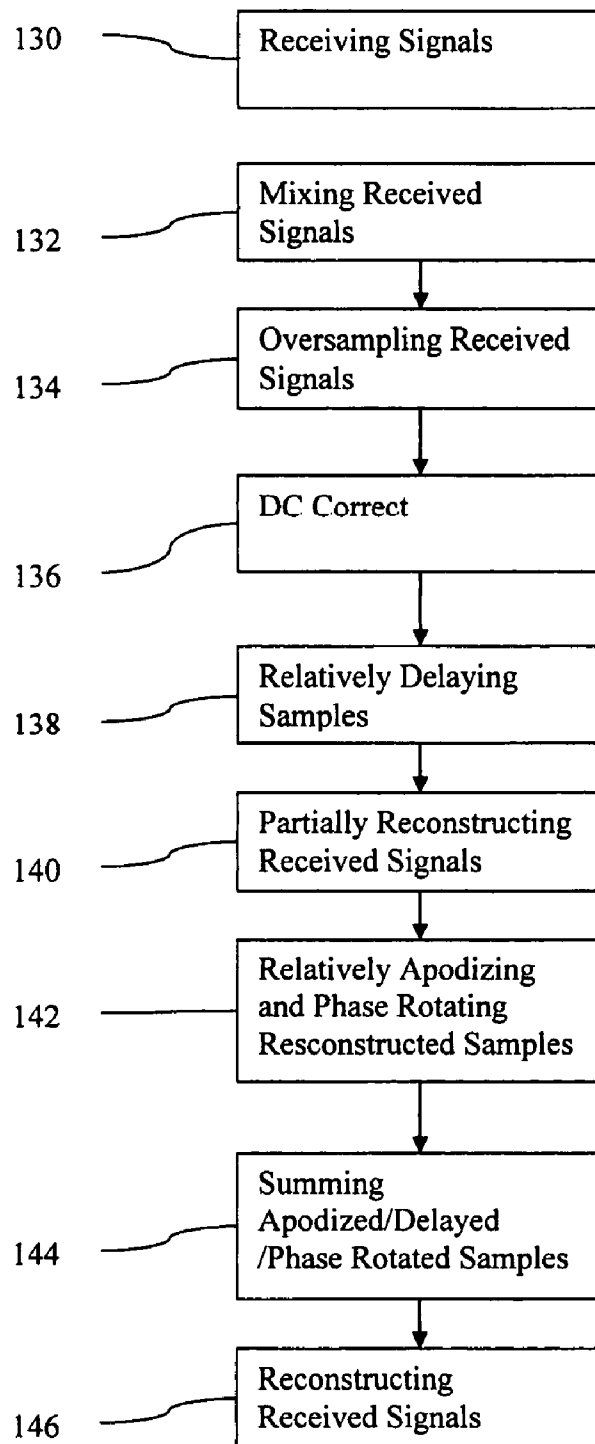 130
Receiving Signals
132
Mixing Received
Signals
134
Oversampling Received
Signals
136
DC Correct
138
Relatively Delaying
Samples
140
Partially Reconstructing
Received Signals
142
Relatively Apodizing
and Phase Rotating
Resconstructed Samples
144
Summing
Apodized/Delayed
/Phase Rotated Samples
146
Reconstructing
Received Signals